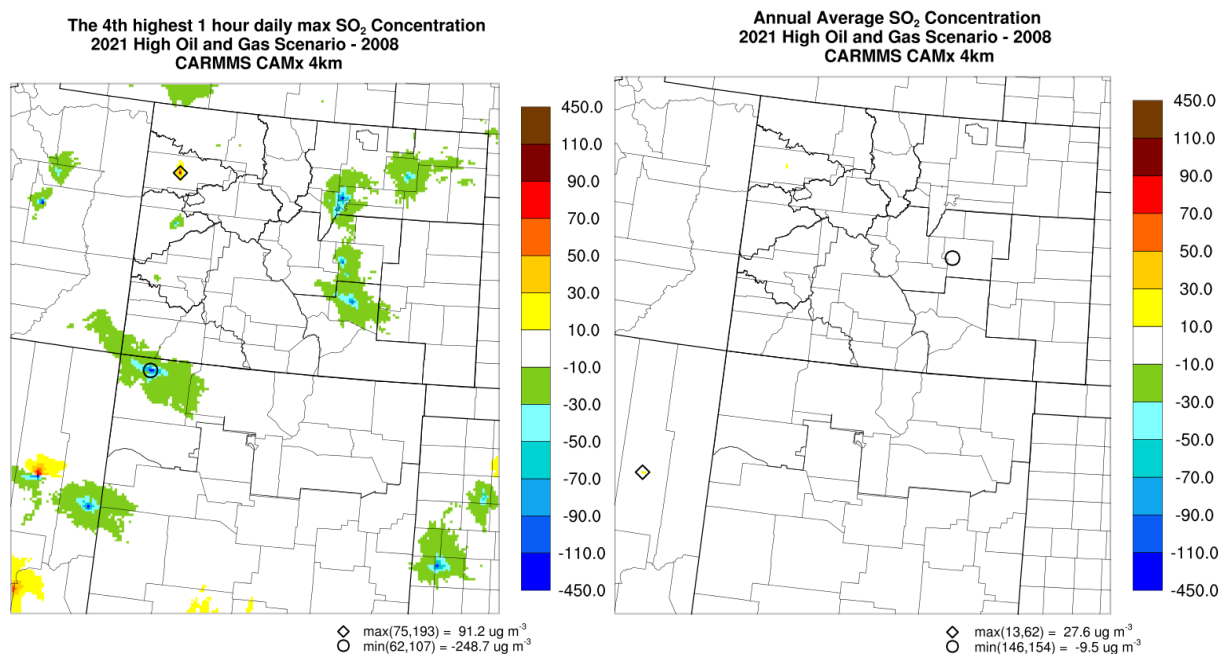 The 4th highest 1 hour daily max SO₂ Concentration
2021 High Oil and Gas Scenario - 2008
CARMMS CAMx 4km
450.0
110.0
90.0
70.0
50.0
30.0
10.0
-10.0
-30.0
-50.0
-70.0
-90.0
-110.0
-450.0
max(75,193) = 91.2 ug m⁻³
min(62,107) = -248.7 ug m⁻³
Annual Average SO₂ Concentration
2021 High Oil and Gas Scenario - 2008
CARMMS CAMx 4km
450.0
110.0
90.0
70.0
50.0
30.0
10.0
-10.0
-30.0
-50.0
-70.0
-90.0
-110.0
-450.0
max(13,62) = 27.6 ug m⁻³
min(146,154) = -9.5 ug m⁻³